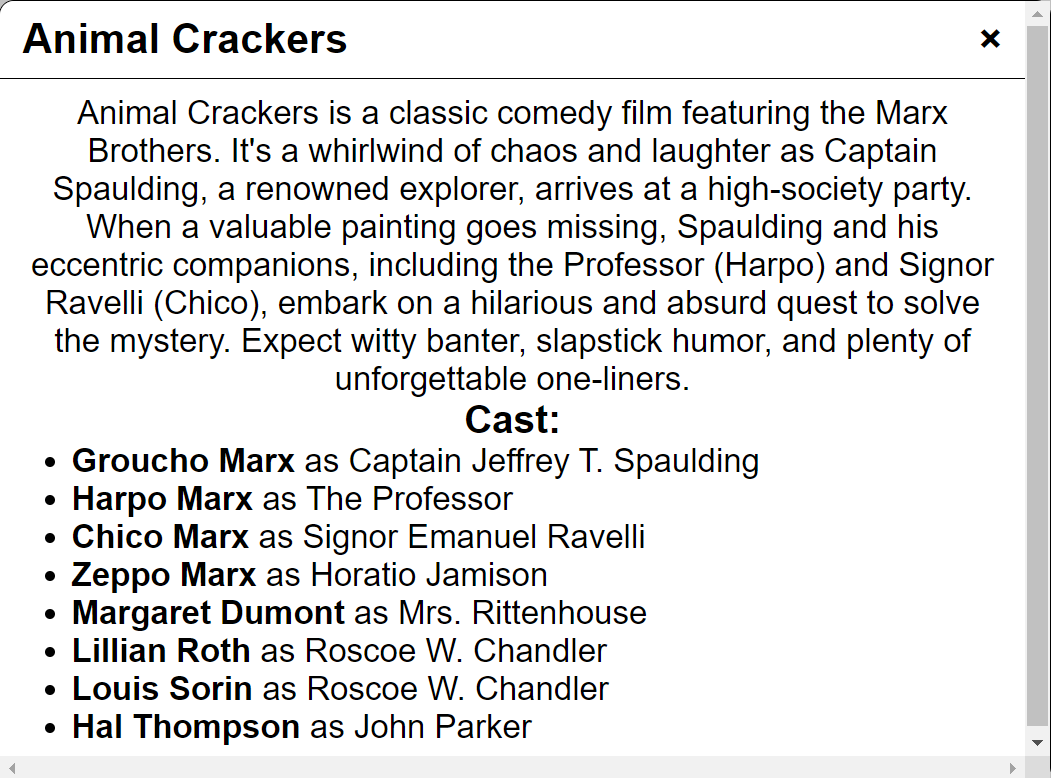 Animal Crackers ×
Animal Crackers is a classic comedy film featuring the Marx
Brothers. It's a whirlwind of chaos and laughter as Captain
Spaulding, a renowned explorer, arrives at a high-society party.
When a valuable painting goes missing, Spaulding and his
eccentric companions, including the Professor (Harpo) and Signor
Ravelli (Chico), embark on a hilarious and absurd quest to solve
the mystery. Expect witty banter, slapstick humor, and plenty of
unforgettable one-liners.
Cast:
• Groucho Marx as Captain Jeffrey T. Spaulding
• Harpo Marx as The Professor
• Chico Marx as Signor Emanuel Ravelli
• Zeppo Marx as Horatio Jamison
• Margaret Dumont as Mrs. Rittenhouse
• Lillian Roth as Roscoe W. Chandler
• Louis Sorin as Roscoe W. Chandler
• Hal Thompson as John Parker